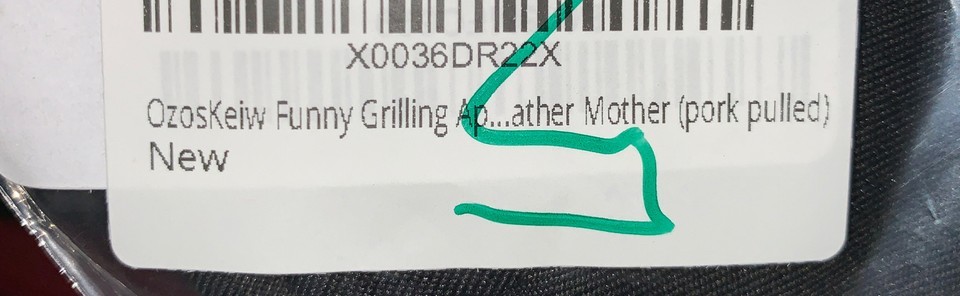 X0036DR22X
OzosKeiw Funny Grilling Ap...ather Mother (pork pulled)
New